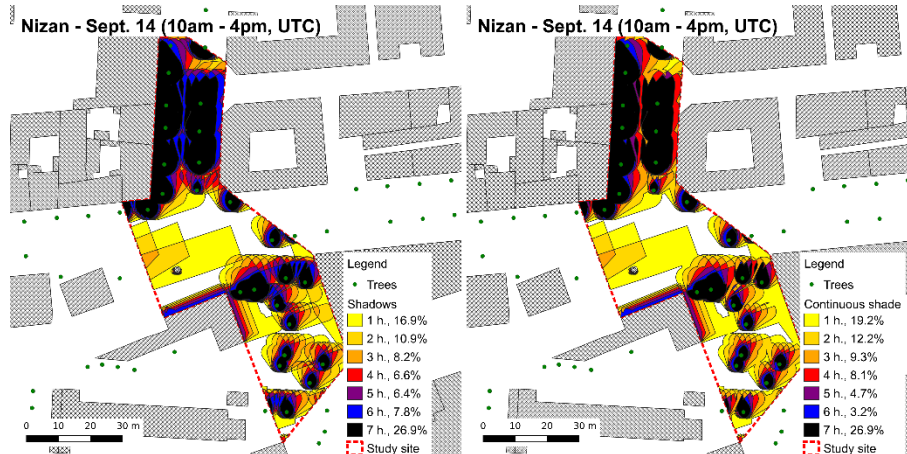 Nizan - Sept. 14 (10am - 4pm, UTC)
Legend
Trees
Shadows
1 h., 16.9%
2 h., 10.9%
3 h., 8.2%
4 h., 6.6%
5 h., 6.4%
6 h., 7.8%
7 h., 26.9%
Study site
0 10 20 30 m
Nizan - Sept. 14 (10am - 4pm, UTC)
Legend
Trees
Continuous shade
1 h., 19.2%
2 h., 12.2%
3 h., 9.3%
4 h., 8.1%
5 h., 4.7%
6 h., 3.2%
7 h., 26.9%
Study site
0 10 20 30 m